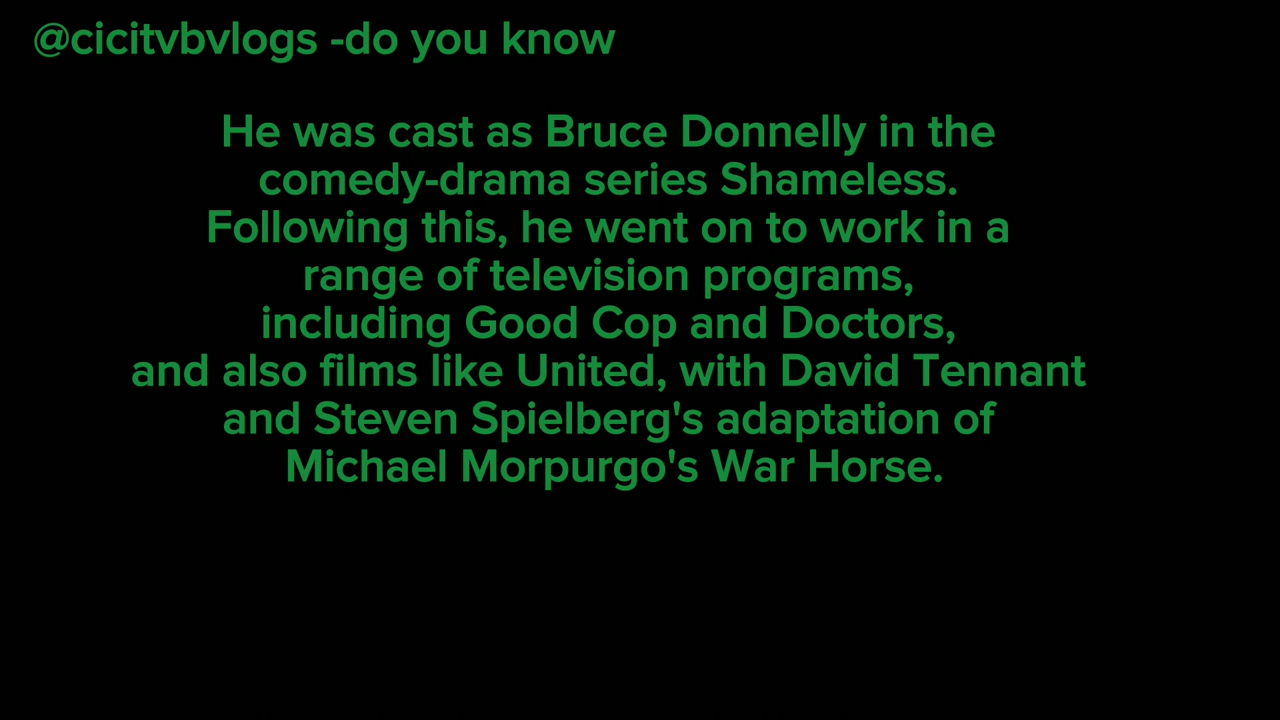 @cicitvbvlogs -do you know
He was cast as Bruce Donnelly in the
comedy-drama series Shameless.
Following this, he went on to work in a
range of television programs,
including Good Cop and Doctors,
and also films like United, with David Tennant
and Steven Spielberg's adaptation of
Michael Morpurgo's War Horse.